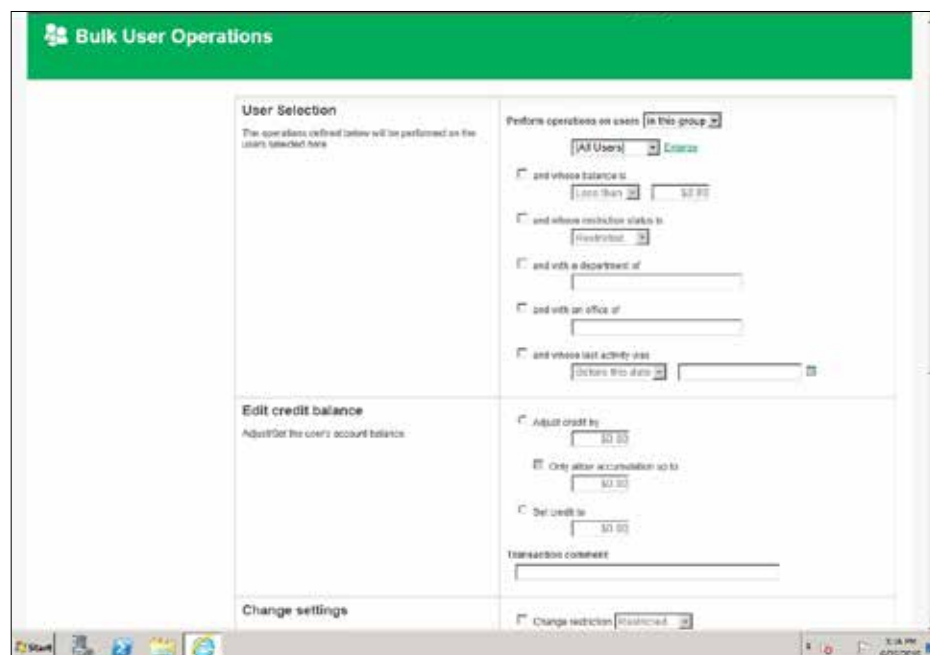 Bulk User Operations
User Selection
The operations defined below will be performed on the
users selected here
Perform operations on users in this group
[All Users]
and whose balance is
Less than $0.00
and whose restriction status is
Restricted
and with a department of
and with an office of
and whose last activity was
Before this date
Edit credit balance
Adjust/Set the user's account balance
Adjust credit by
$0.00
Only allow accumulation up to
$0.00
Set credit to
$0.00
Transaction comment
Change settings
Change restriction Restricted
Start
PM